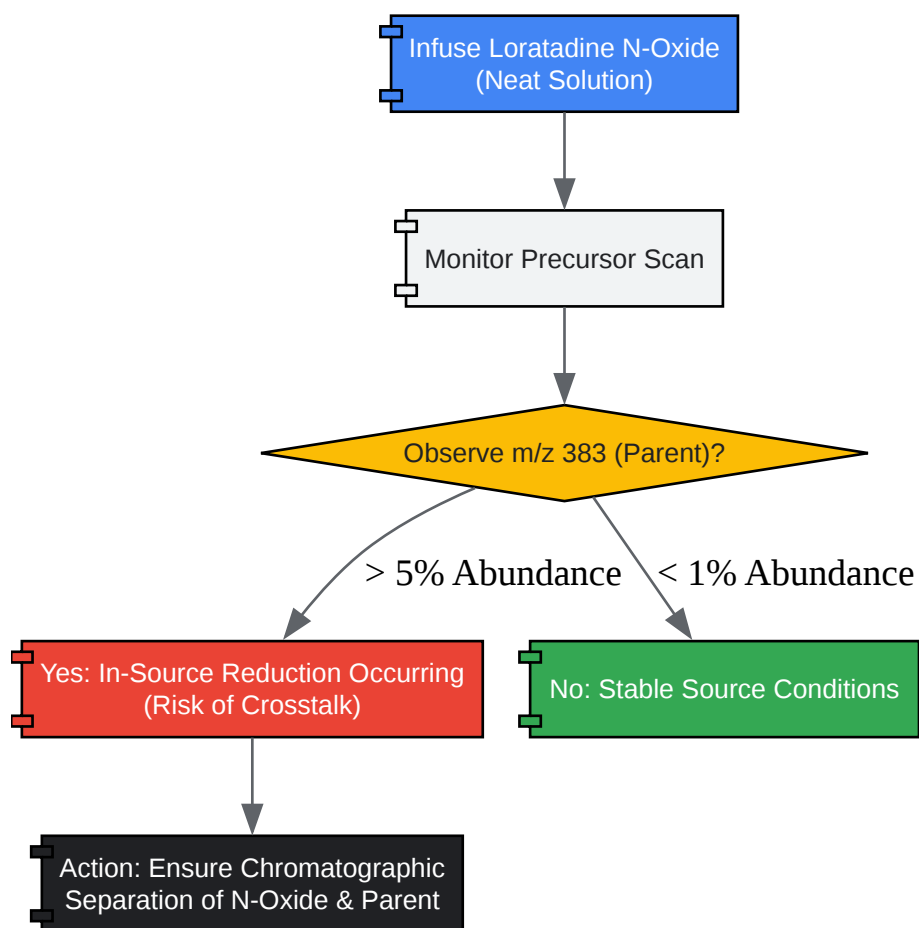 Infuse Loratadine N-Oxide
(Neat Solution)
Monitor Precursor Scan
Observe m/z 383 (Parent)?
> 5% Abundance
< 1% Abundance
Yes: In-Source Reduction Occurring
(Risk of Crosstalk)
No: Stable Source Conditions
Action: Ensure Chromatographic
Separation of N-Oxide & Parent